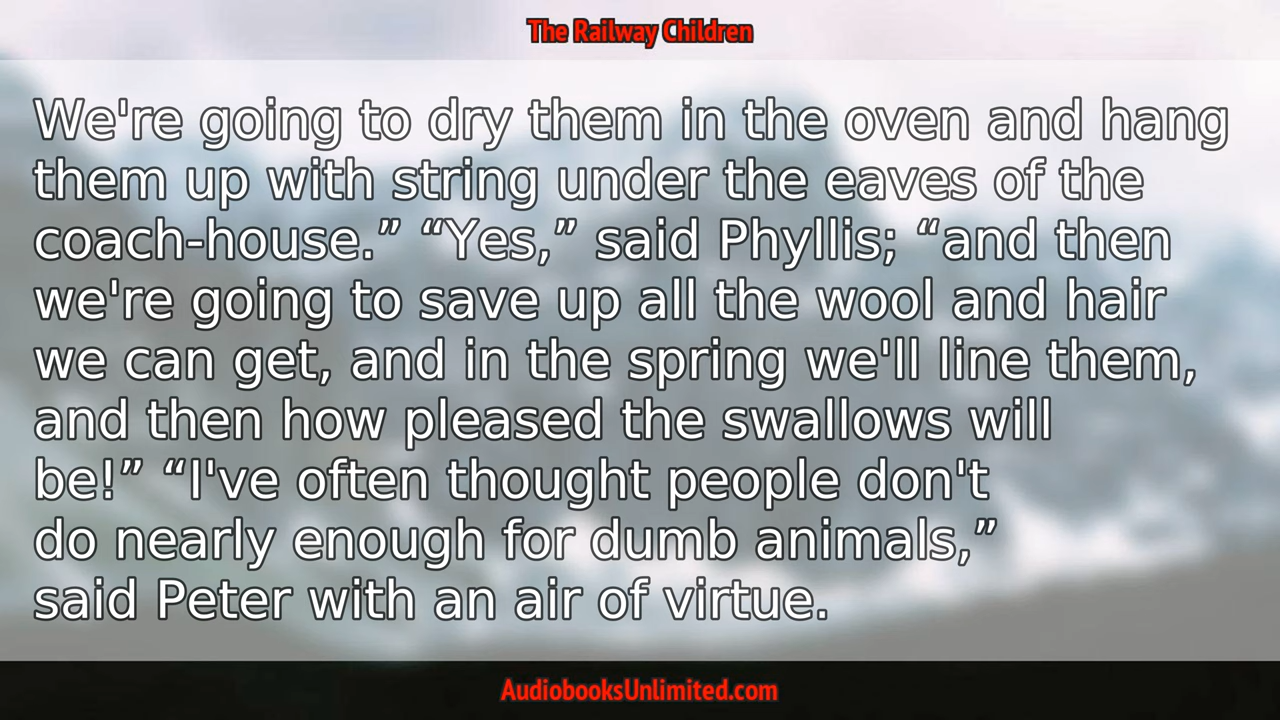 The Railway Children
We're going to dry them in the oven and hang
them up with string under the eaves of the
coach-house.” “Yes,” said Phyllis; “and then
we're going to save up all the wool and hair
we can get, and in the spring we'll line them,
and then how pleased the swallows will
be!” “I've often thought people don't
do nearly enough for dumb animals,”
said Peter with an air of virtue.
AudiobooksUnlimited.com